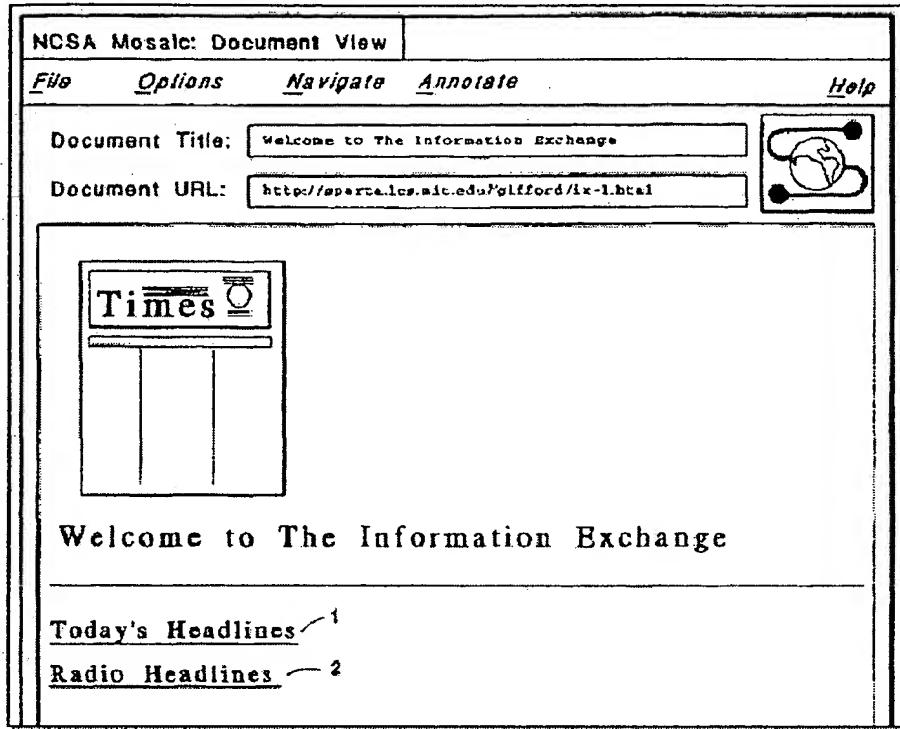 NCSA Mosaic: Document View
File Options Navigate Annotate Help
Document Title: Welcome to The Information Exchange
Document URL: http://sparta.lcs.mit.edu/~gifford/ix-1.html
Times
Welcome to The Information Exchange
Today's Headlines 1
Radio Headlines 2